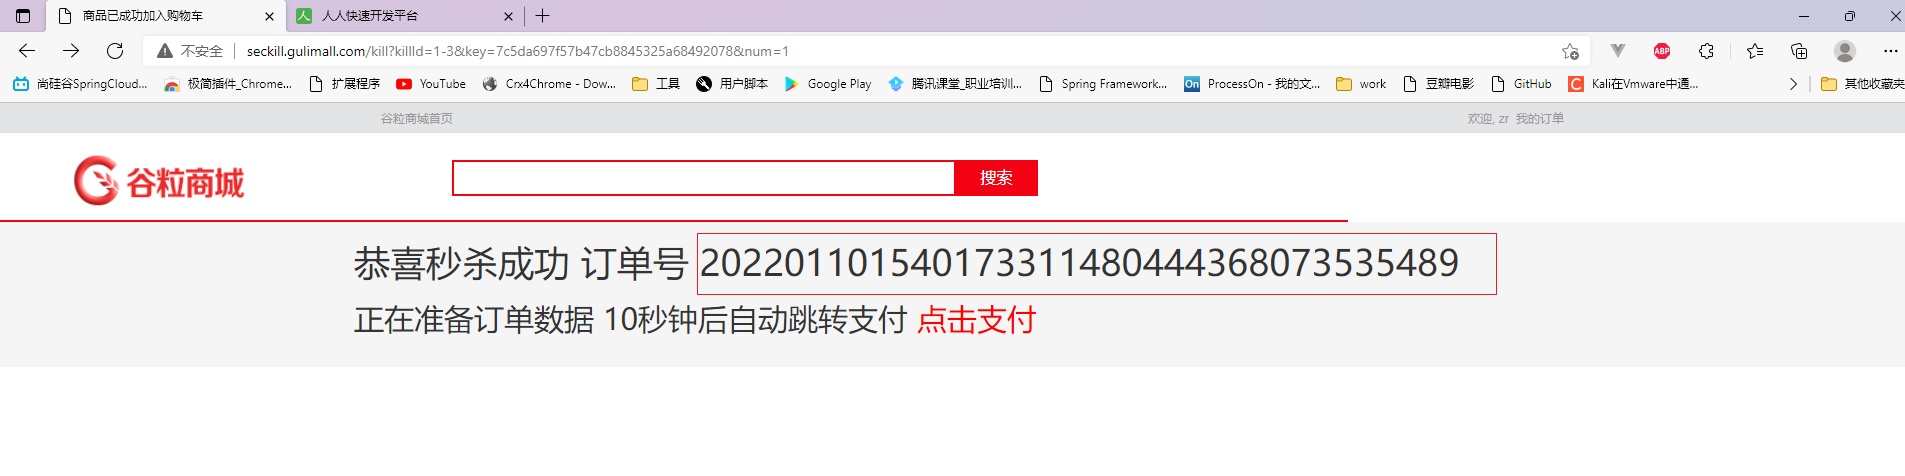 商品已成功加入购物车
人人快速开发平台
不安全 seckill.gulimall.com/kill?killId=1-3&key=7c5da697f57b47cb8845325a68492078&num=1
尚硅谷SpringCloud... 极简插件_Chrome... 扩展程序 YouTube Crx4Chrome - Dow... 工具 用户脚本 Google Play 腾讯课堂_职业培训... Spring Framework... ProcessOn - 我的文... work 豆瓣电影 GitHub Kali在Vmware中通... 其他收藏夹
谷粒商城首页 欢迎, zr 我的订单
谷粒商城 搜索
恭喜秒杀成功 订单号 202201101540173311480444368073535489
正在准备订单数据 10秒钟后自动跳转支付 点击支付